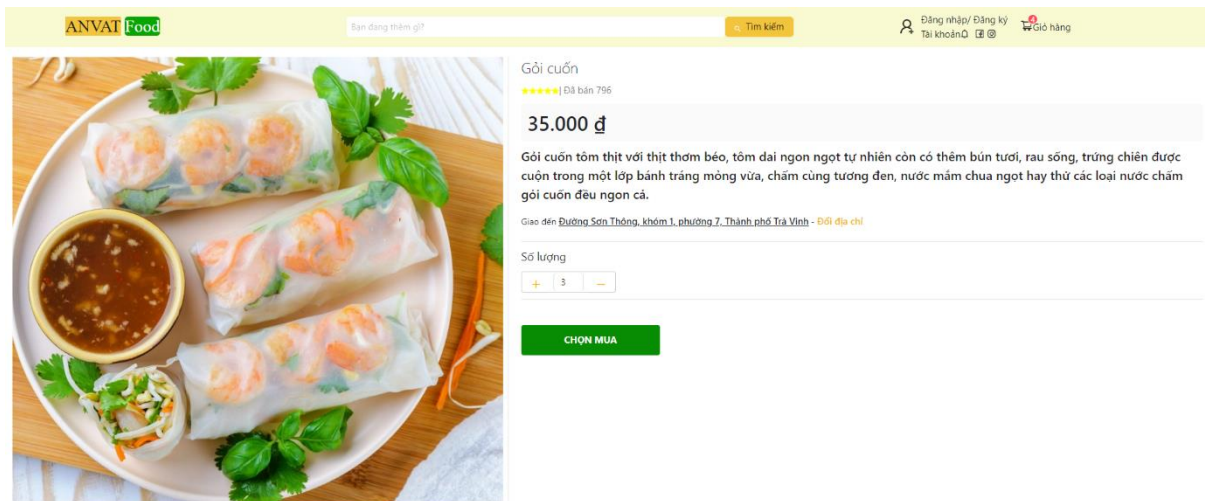 ANVAT Food
Bạn đang thèm gì?
Tìm kiếm
Đăng nhập/ Đăng ký
Tài khoản
4
Giỏ hàng
Gỏi cuốn
| Đã bán 796
35.000 ₫
Gỏi cuốn tôm thịt với thịt thơm béo, tôm dai ngon ngọt tự nhiên còn có thêm bún tươi, rau sống, trứng chiên được
cuộn trong một lớp bánh tráng mỏng vừa, chấm cùng tương đen, nước mắm chua ngọt hay thử các loại nước chấm
gỏi cuốn đều ngon cả.
Giao đến Đường Sơn Thông, khóm 1, phường 7, Thành phố Trà Vinh - Đổi địa chỉ
Số lượng
+ 3 −
CHỌN MUA